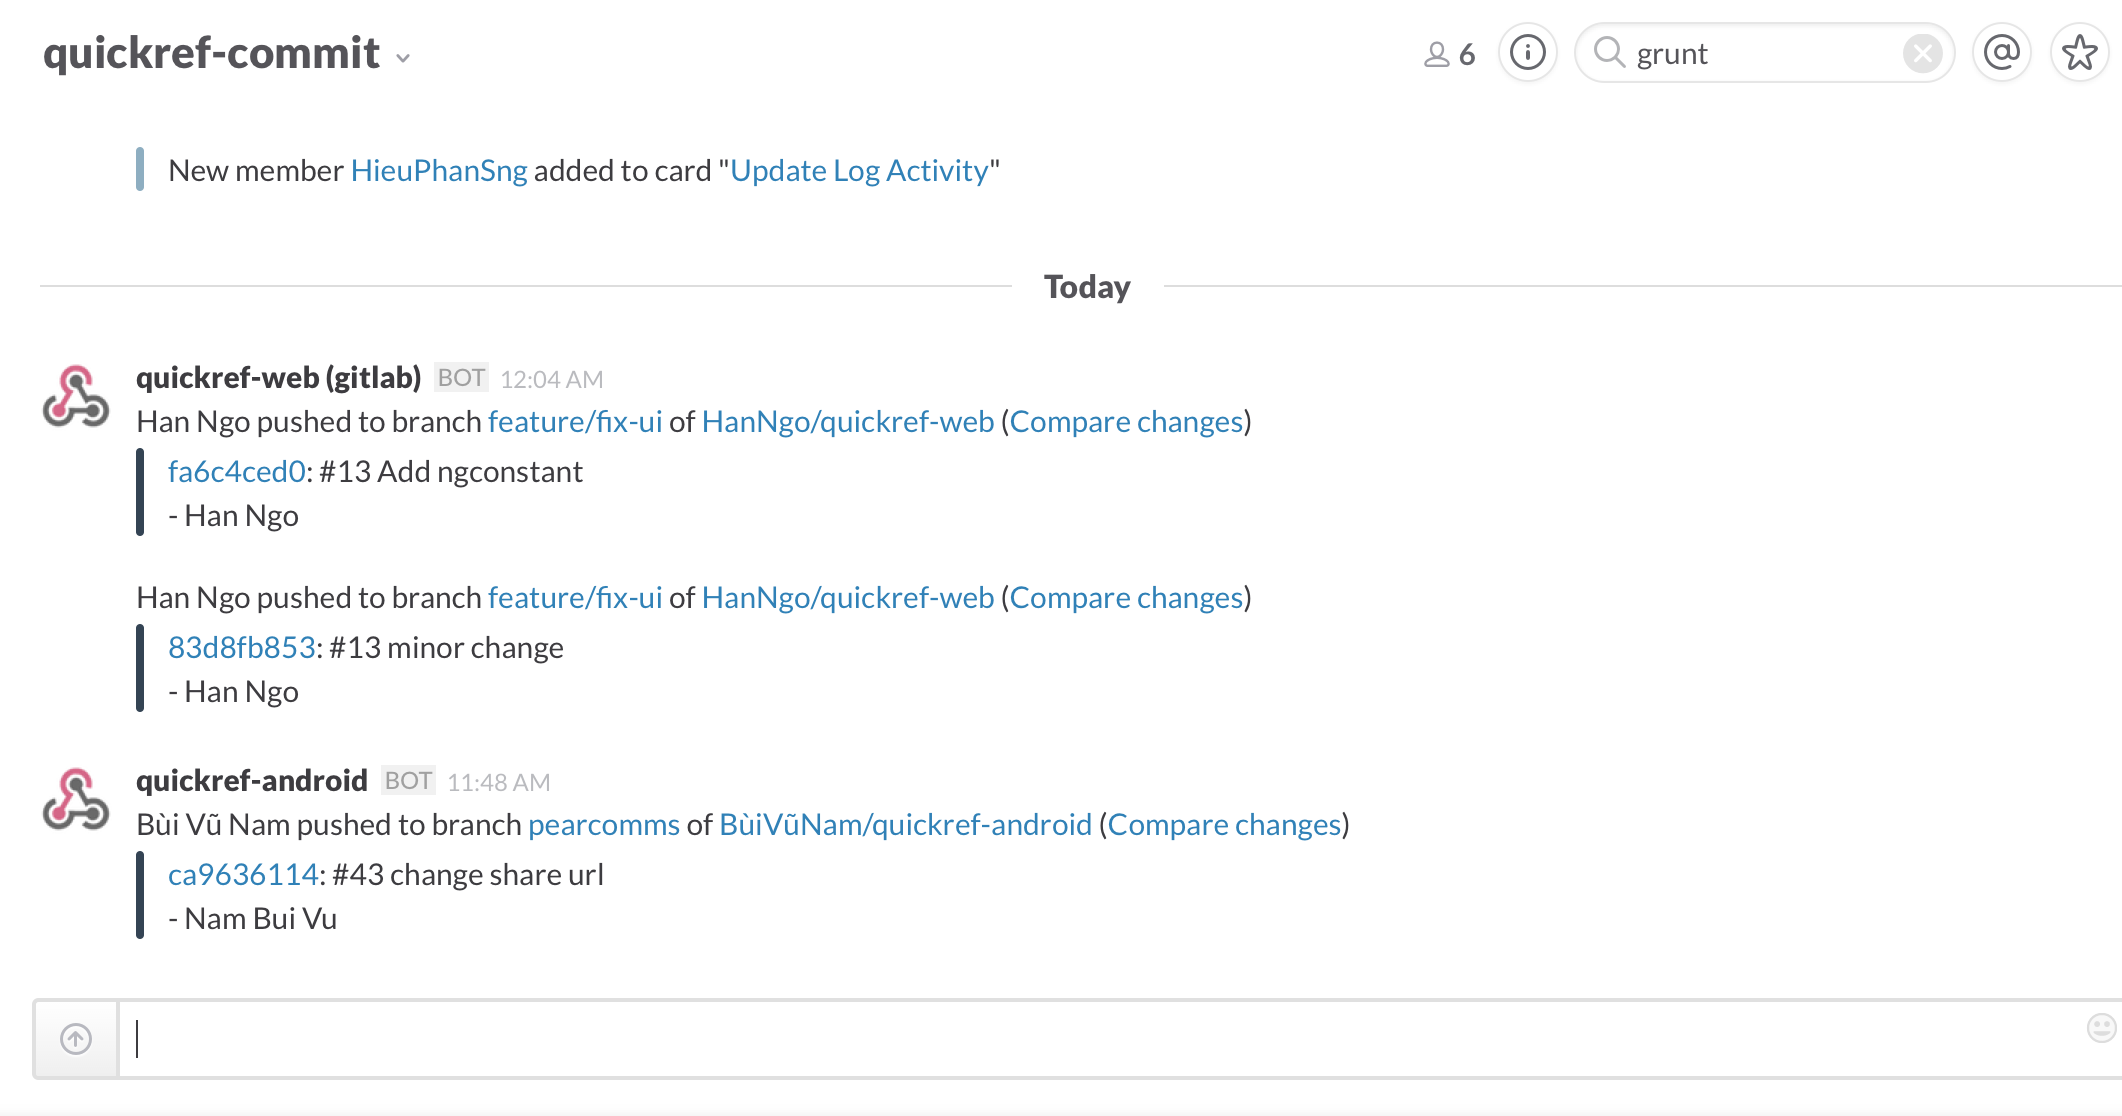 quickref-commit
6
grunt
New member HieuPhanSng added to card "Update Log Activity"
Today
quickref-web (gitlab) BOT 12:04 AM
Han Ngo pushed to branch feature/fix-ui of HanNgo/quickref-web (Compare changes)
fa6c4ced0: #13 Add ngconstant
- Han Ngo
Han Ngo pushed to branch feature/fix-ui of HanNgo/quickref-web (Compare changes)
83d8fb853: #13 minor change
- Han Ngo
quickref-android BOT 11:48 AM
Bùi Vũ Nam pushed to branch pearcomms of BùiVũNam/quickref-android (Compare changes)
ca9636114: #43 change share url
- Nam Bui Vu